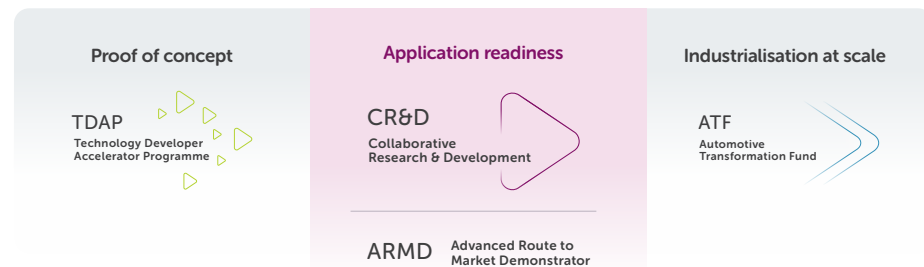 Proof of concept
TDAP
Technology Developer
Accelerator Programme
Application readiness
CR&D
Collaborative
Research & Development
ARMD
Advanced Route to
Market Demonstrator
Industrialisation at scale
ATF
Automotive
Transformation Fund